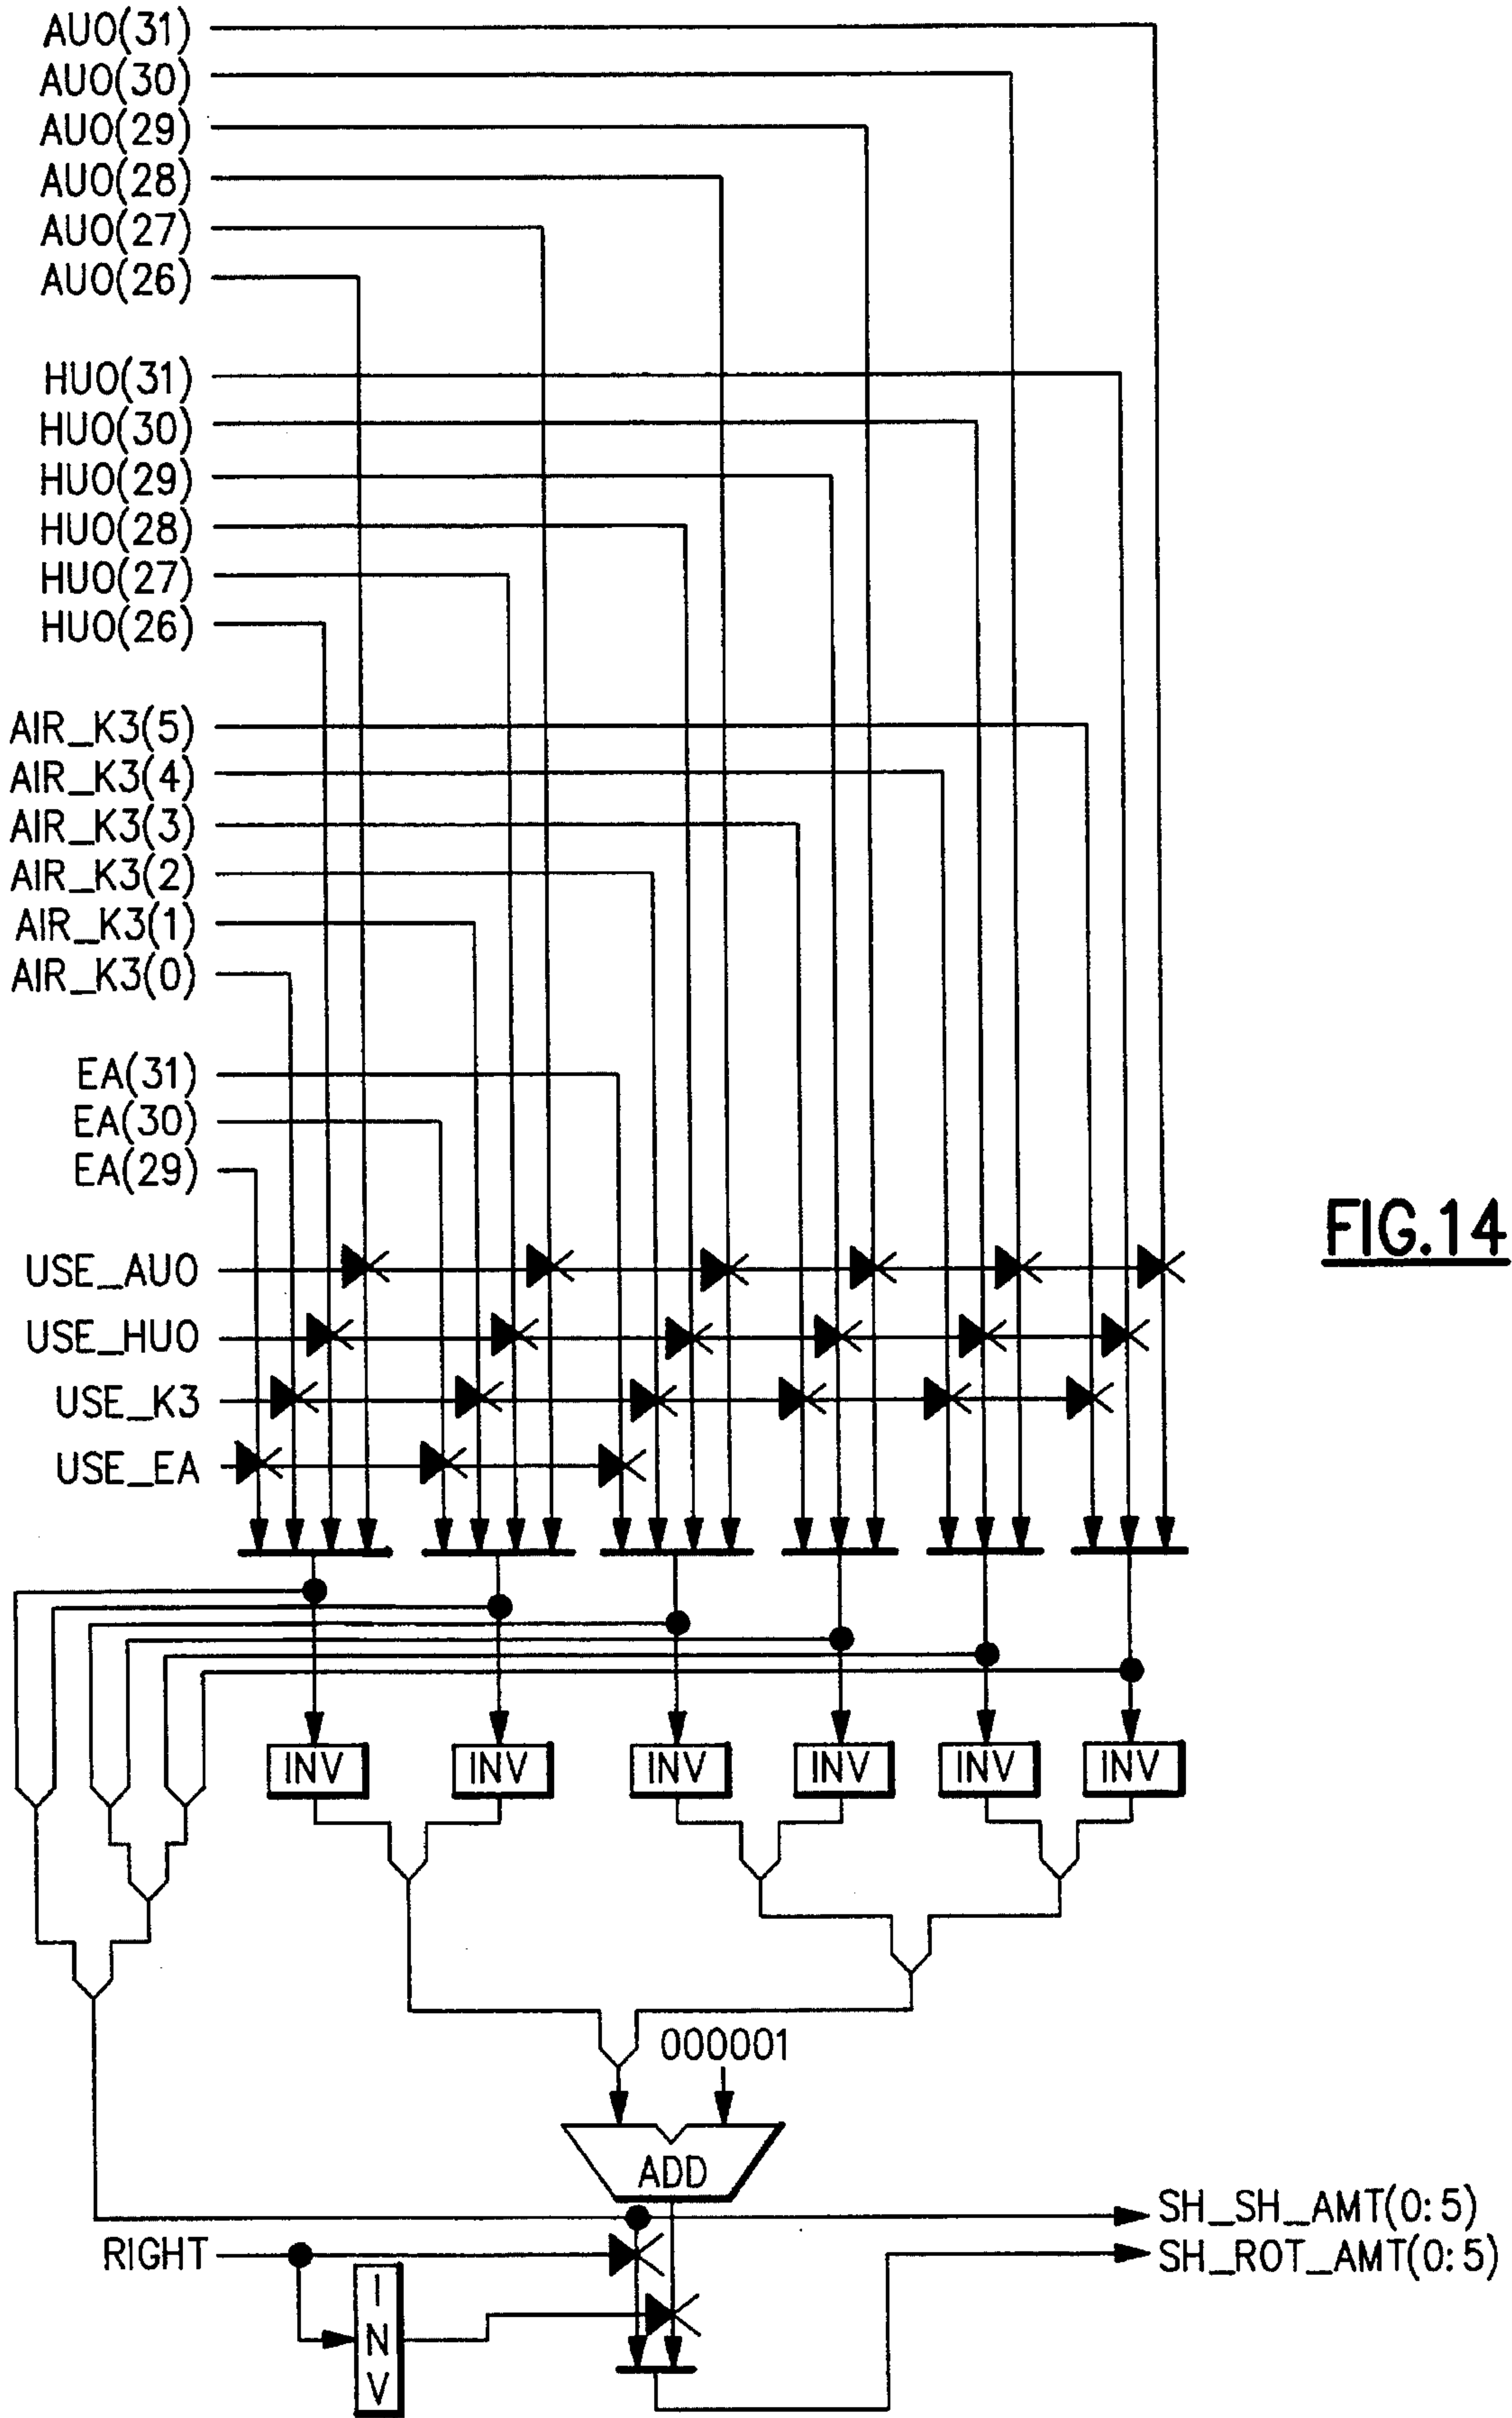 AUO(31)
AUO(30)
AUO(29)
AUO(28)
AUO(27)
AUO(26)
HUO(31)
HUO(30)
HUO(29)
HUO(28)
HUO(27)
HUO(26)
AIR_K3(5)
AIR_K3(4)
AIR_K3(3)
AIR_K3(2)
AIR_K3(1)
AIR_K3(0)
EA(31)
EA(30)
EA(29)
USE_AUO
USE_HUO
USE_K3
USE_EA
FIG.14
INV INV INV INV INV INV
000001
ADD
SH_SH_AMT(0:5)
RIGHT
SH_ROT_AMT(0:5)
INV